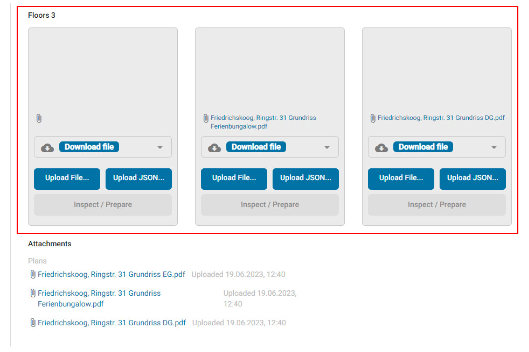 Floors 3
Friedrichskoog, Ringstr. 31 Grundriss
Ferienbungalow.pdf
Friedrichskoog, Ringstr. 31 Grundriss DG.pdf
Download file
Download file
Download file
Upload File...
Upload JSON...
Upload File...
Upload JSON...
Upload File...
Upload JSON...
Inspect / Prepare
Inspect / Prepare
Inspect / Prepare
Attachments
Plans
Friedrichskoog, Ringstr. 31 Grundriss EG.pdf Uploaded 19.06.2023, 12:40
Friedrichskoog, Ringstr. 31 Grundriss Uploaded 19.06.2023,
Ferienbungalow.pdf 12:40
Friedrichskoog, Ringstr. 31 Grundriss DG.pdf Uploaded 19.06.2023, 12:40